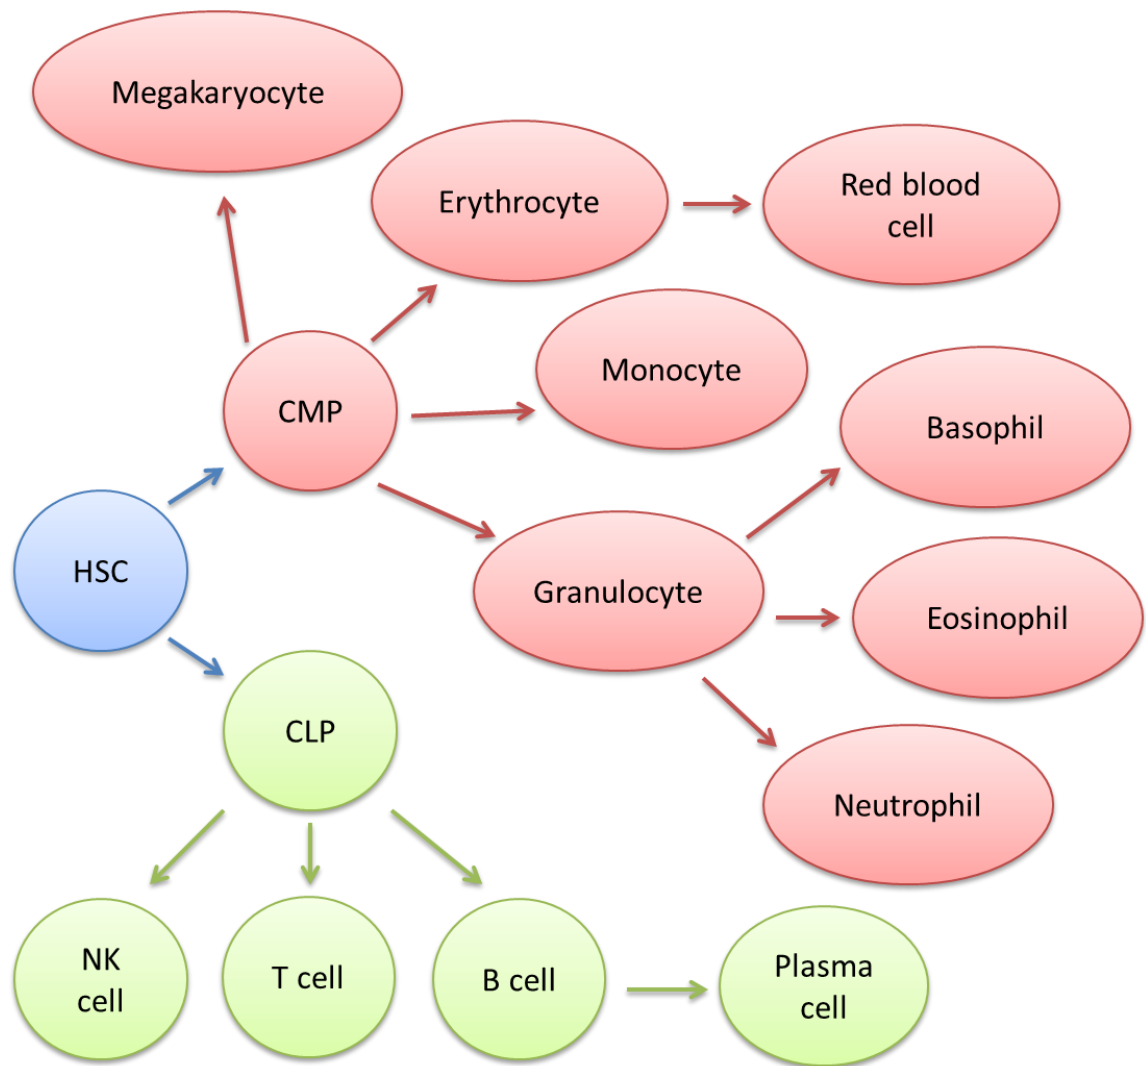 Megakaryocyte
Erythrocyte
Red blood
cell
Monocyte
CMP
Basophil
HSC
Granulocyte
Eosinophil
CLP
Neutrophil
NK
cell
T cell
B cell
Plasma
cell